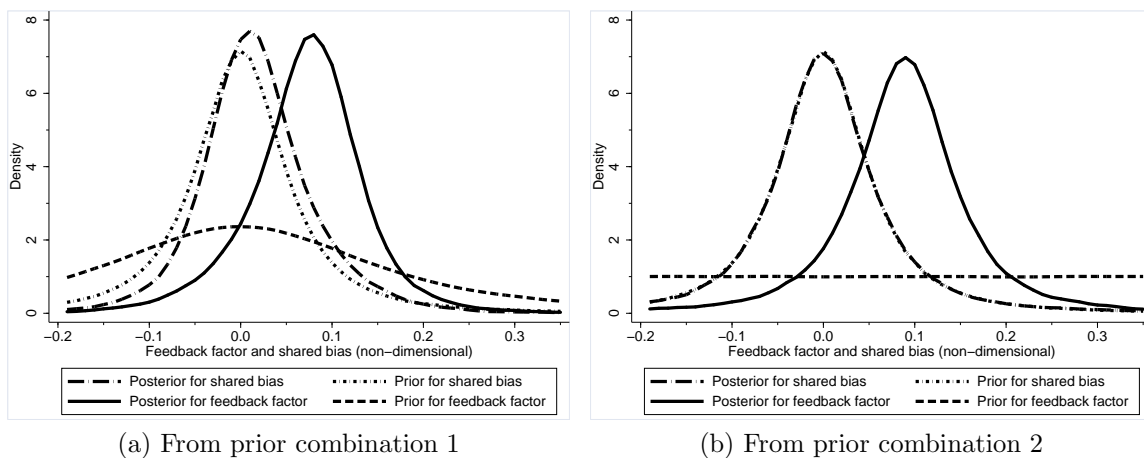 8
6
4
2
0
Density
−0.2 −0.1 0.0 0.1 0.2 0.3
Feedback factor and shared bias (non-dimensional)
Posterior for shared bias Prior for shared bias
Posterior for feedback factor Prior for feedback factor
(a) From prior combination 1
8
6
4
2
0
Density
−0.2 −0.1 0.0 0.1 0.2 0.3
Feedback factor and shared bias (non-dimensional)
Posterior for shared bias Prior for shared bias
Posterior for feedback factor Prior for feedback factor
(b) From prior combination 2